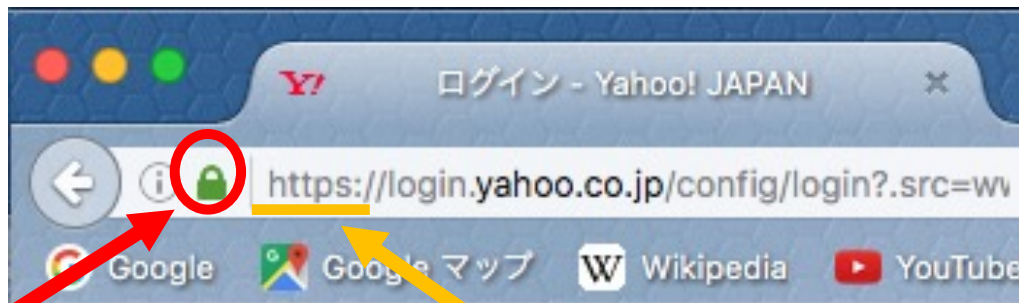 Y! ログイン - Yahoo! JAPAN
https://login.yahoo.co.jp/config/login?.src=ww
Google Google マップ W Wikipedia YouTube